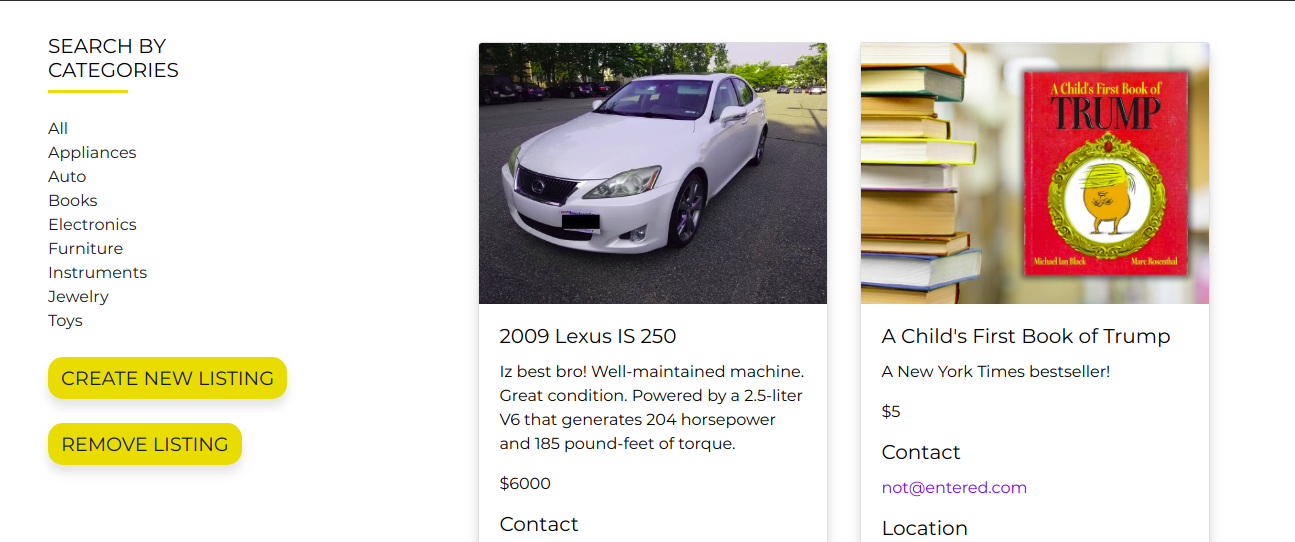 SEARCH BY
CATEGORIES
All
Appliances
Auto
Books
Electronics
Furniture
Instruments
Jewelry
Toys
CREATE NEW LISTING
REMOVE LISTING
2009 Lexus IS 250
Iz best bro! Well-maintained machine.
Great condition. Powered by a 2.5-liter
V6 that generates 204 horsepower
and 185 pound-feet of torque.
$6000
Contact
A Child's First Book of
TRUMP
Michael Ian Black
Marc Rosenthal
A Child's First Book of Trump
A New York Times bestseller!
$5
Contact
not@entered.com
Location